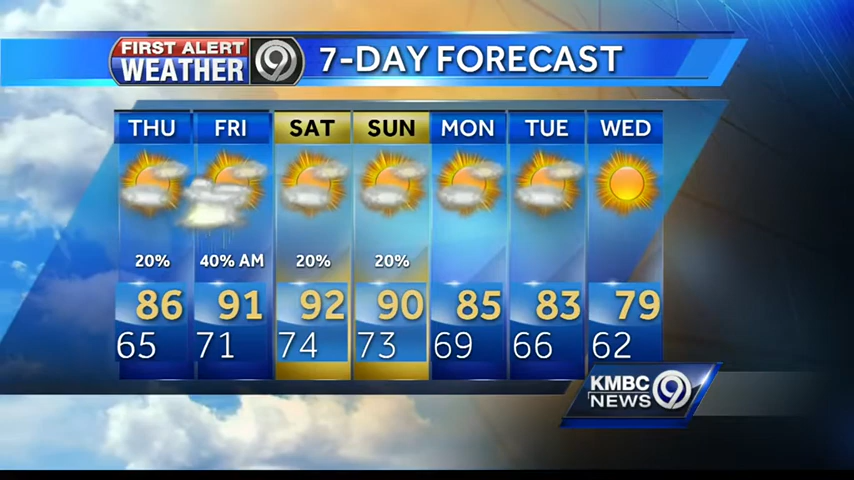 FIRST ALERT
WEATHER 9
7-DAY FORECAST
THU FRI SAT SUN MON TUE WED
20% 40% AM 20% 20%
86 91 92 90 85 83 79
65 71 74 73 69 66 62
KMBC
NEWS 9